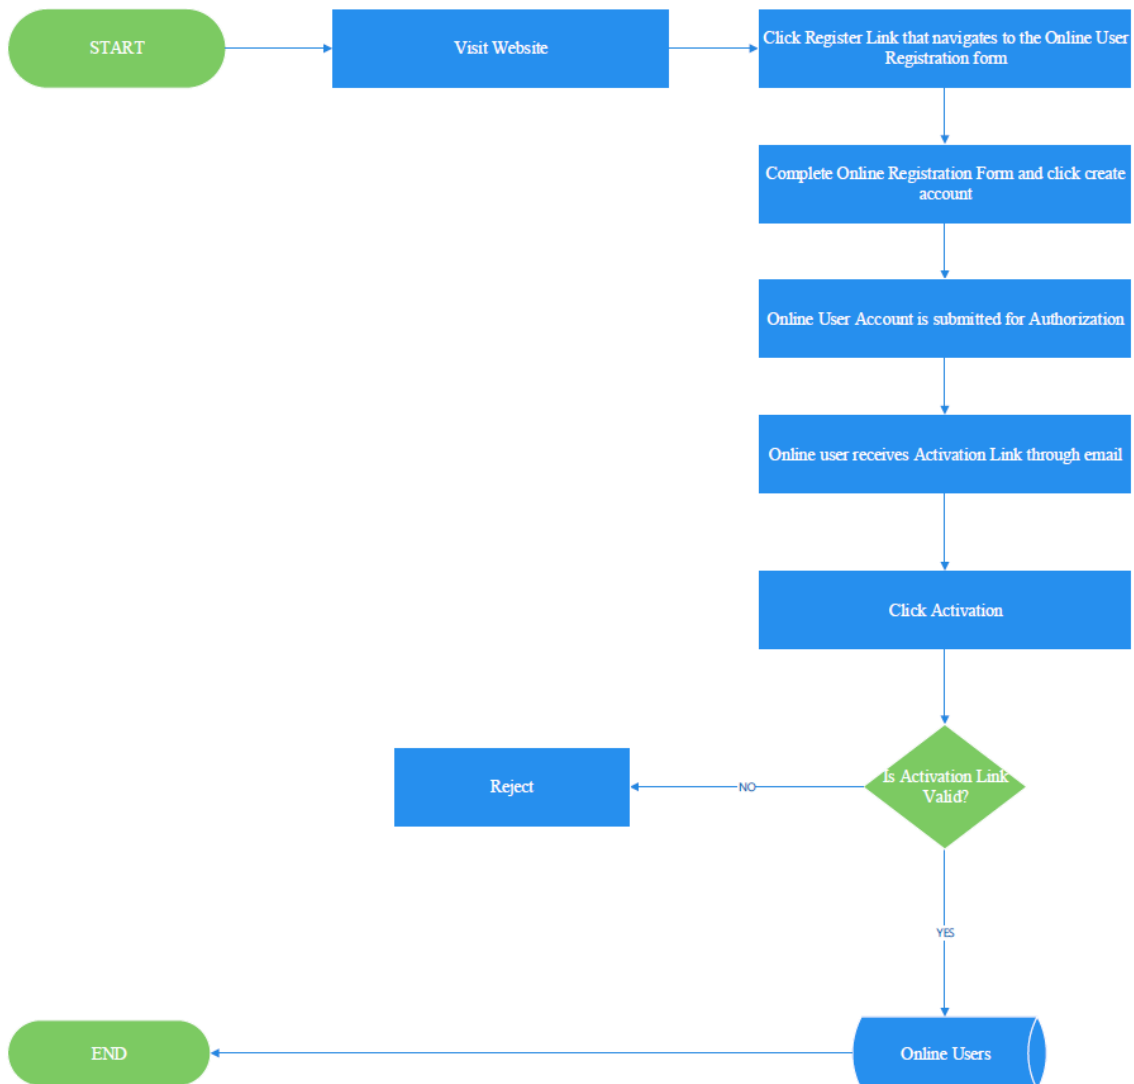 START
Visit Website
Click Register Link that navigates to the Online User
Registration form
Complete Online Registration Form and click create
account
Online User Account is submitted for Authorization
Online user receives Activation Link through email
Click Activation
Is Activation Link
Valid?
NO
Reject
YES
Online Users
END